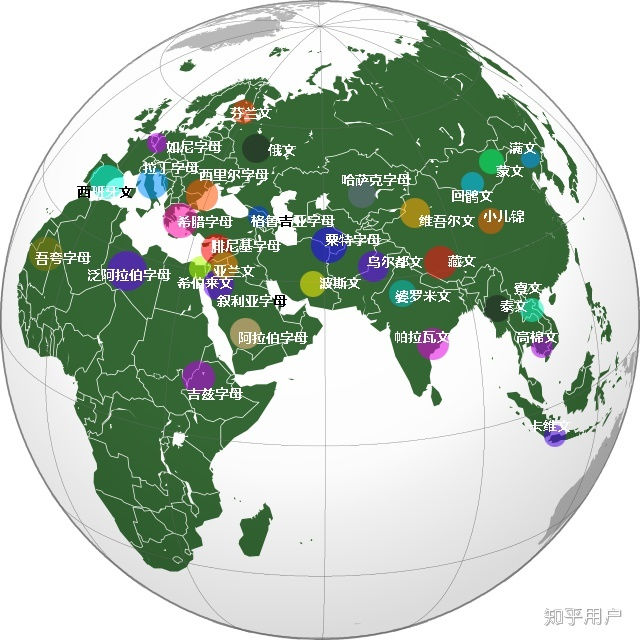 芬兰文
如尼字母
俄文
满文
蒙文
拉丁字母
西里尔字母
哈萨克字母
西班牙文
回鹘文
希腊字母
格鲁吉亚字母
维吾尔文
小儿锦
粟特字母
腓尼基字母
吾夸字母
泛阿拉伯字母
亚兰文
乌尔都文
藏文
希伯来文
波斯文
叙利亚字母
婆罗米文
寮文
泰文
阿拉伯字母
帕拉瓦文
高棉文
吉兹字母
卡维文
知乎用户